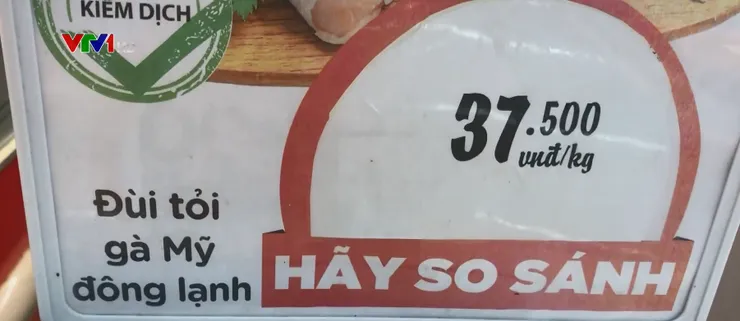 KIỂM DỊCH
VTV1
37.500
vnđ/kg
Đùi tỏi
gà Mỹ
đông lạnh
HÃY SO SÁNH